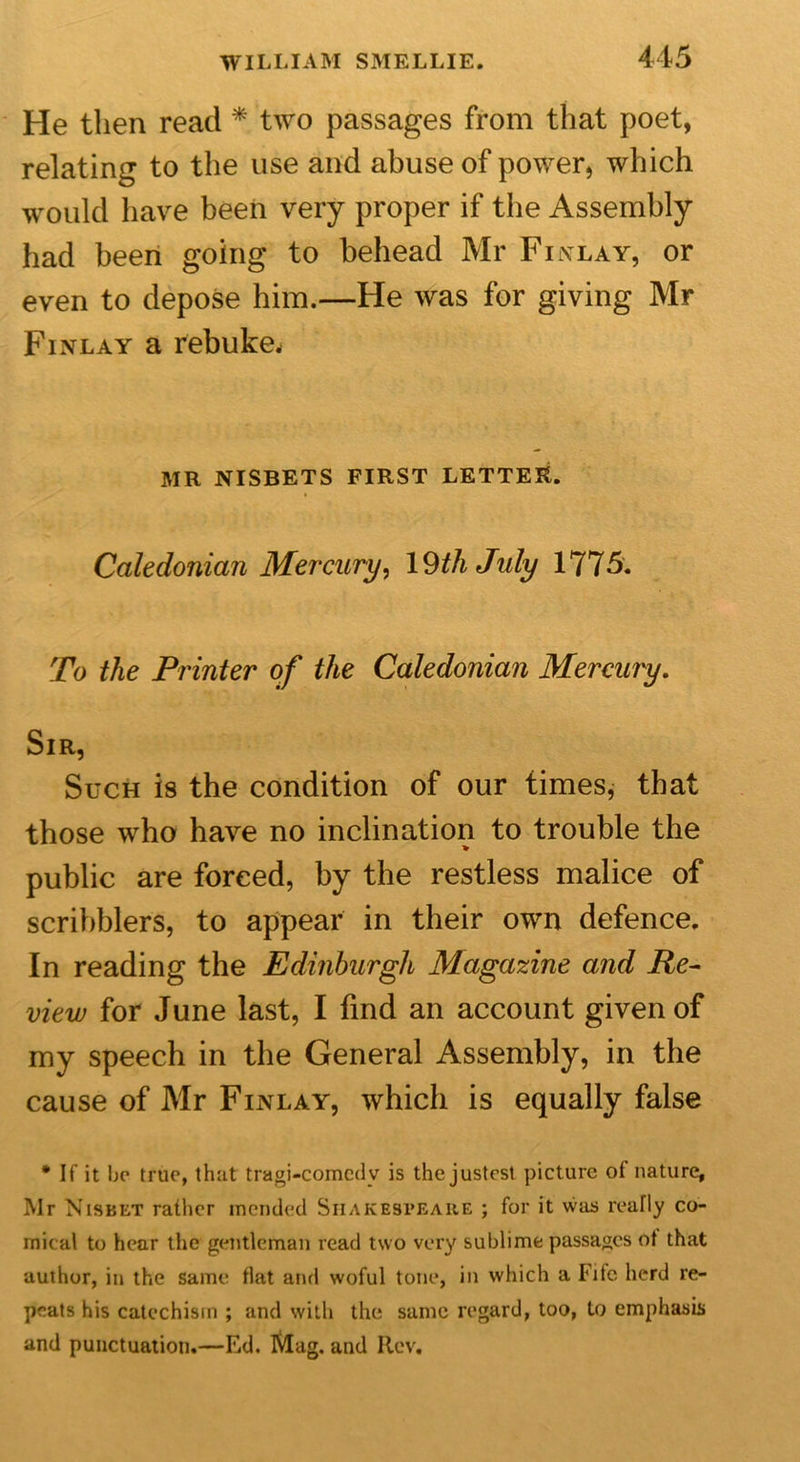 WILLIAM SMELLIE. 445
He then read * two passages from that poet,
relating to the use and abuse of power, which
would have been very proper if the Assembly
had been going to behead Mr Finlay, or
even to depose him.—He was for giving Mr
Finlay a rebuke.
MR NISBETS FIRST LETTER.
Caledonian Mercury, 19th July 1775.
To the Printer of the Caledonian Mercury.
Sir,
Such is the condition of our times, that
those who have no inclination to trouble the
public are forced, by the restless malice of
scribblers, to appear in their own defence.
In reading the Edinburgh Magazine and Re-
view for June last, I find an account given of
my speech in the General Assembly, in the
cause of Mr Finlay, which is equally false
* If it be true, that tragi-comedy is the justest picture of nature,
Mr Nisbet rather mended Shakespeare ; for it was really co-
mical to hear the gentleman read two very sublime passages of that
author, in the same flat and woful tone, in which a Fife herd re-
peats his catechism ; and with the same regard, too, to emphasis
and punctuation.—Ed. Mag. and Rev.